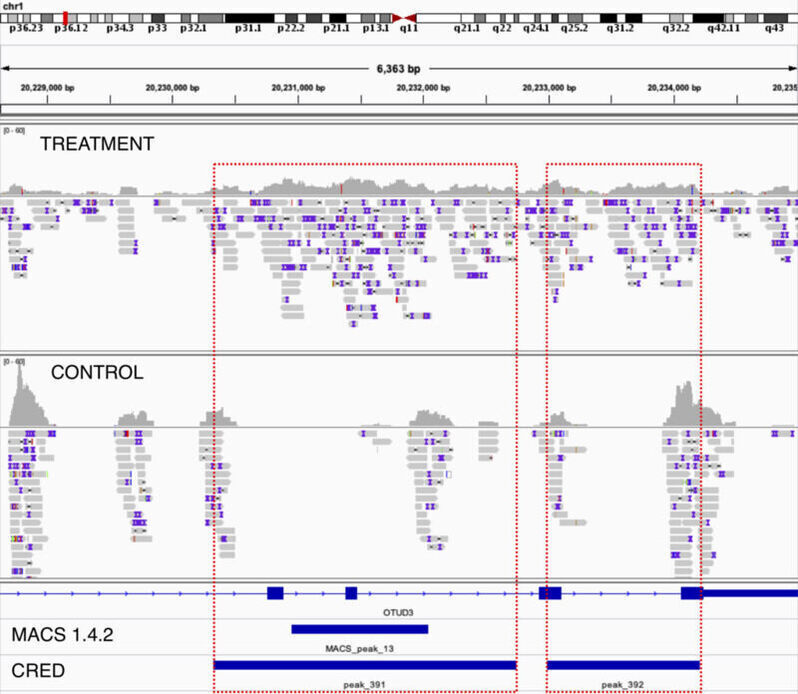 chr1
p36.23 p36.12 p34.3 p33 p32.1 p31.1 p22.2 p21.1 p13.1 q11 q21.1 q22 q24.1 q25.2 q31.2 q32.2 q42.11 q43
6,363 bp
20,229,000 bp 20,230,000 bp 20,231,000 bp 20,232,000 bp 20,233,000 bp 20,234,000 bp 20,235
[0 - 60]
TREATMENT
[0 - 60]
CONTROL
OTUD3
MACS 1.4.2
MACS_peak_13
CRED
peak_391 peak_392